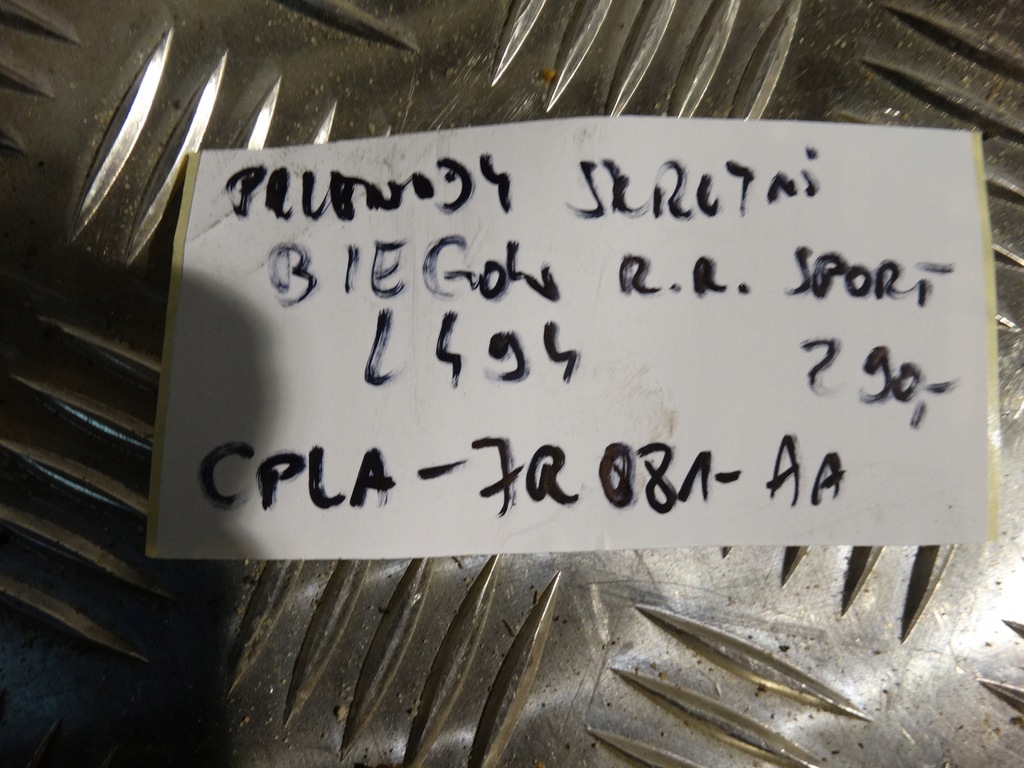 PRZEWODY SKRZYNI
BIEGÓW R.R. SPORT
L494 290,-
CPLA-7R081-AA